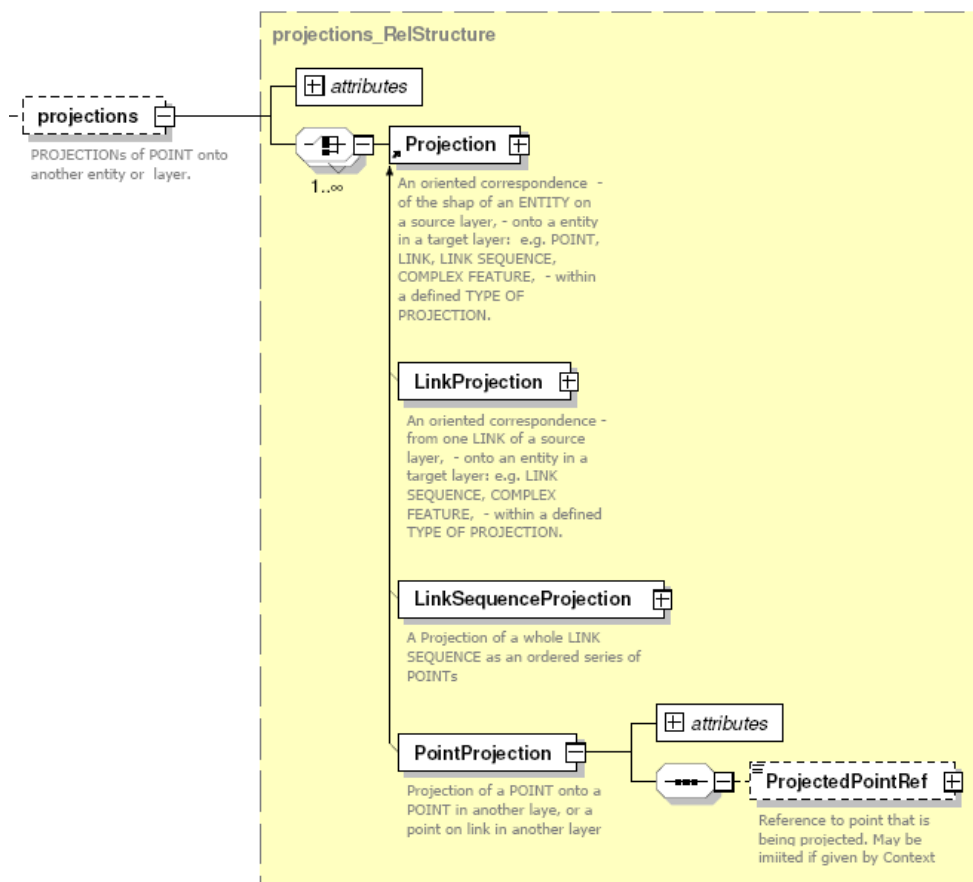 projections_RelStructure
attributes
projections
PROJECTIONs of POINT onto
another entity or layer.
Projection
1..∞
An oriented correspondence -
of the shap of an ENTITY on
a source layer, - onto a entity
in a target layer: e.g. POINT,
LINK, LINK SEQUENCE,
COMPLEX FEATURE, - within
a defined TYPE OF
PROJECTION.
LinkProjection
An oriented correspondence -
from one LINK of a source
layer, - onto an entity in a
target layer: e.g. LINK
SEQUENCE, COMPLEX
FEATURE, - within a defined
TYPE OF PROJECTION.
LinkSequenceProjection
A Projection of a whole LINK
SEQUENCE as an ordered series of
POINTs
attributes
PointProjection
Projection of a POINT onto a
POINT in another laye, or a
point on link in another layer
ProjectedPointRef
Reference to point that is
being projected. May be
imiited if given by Context